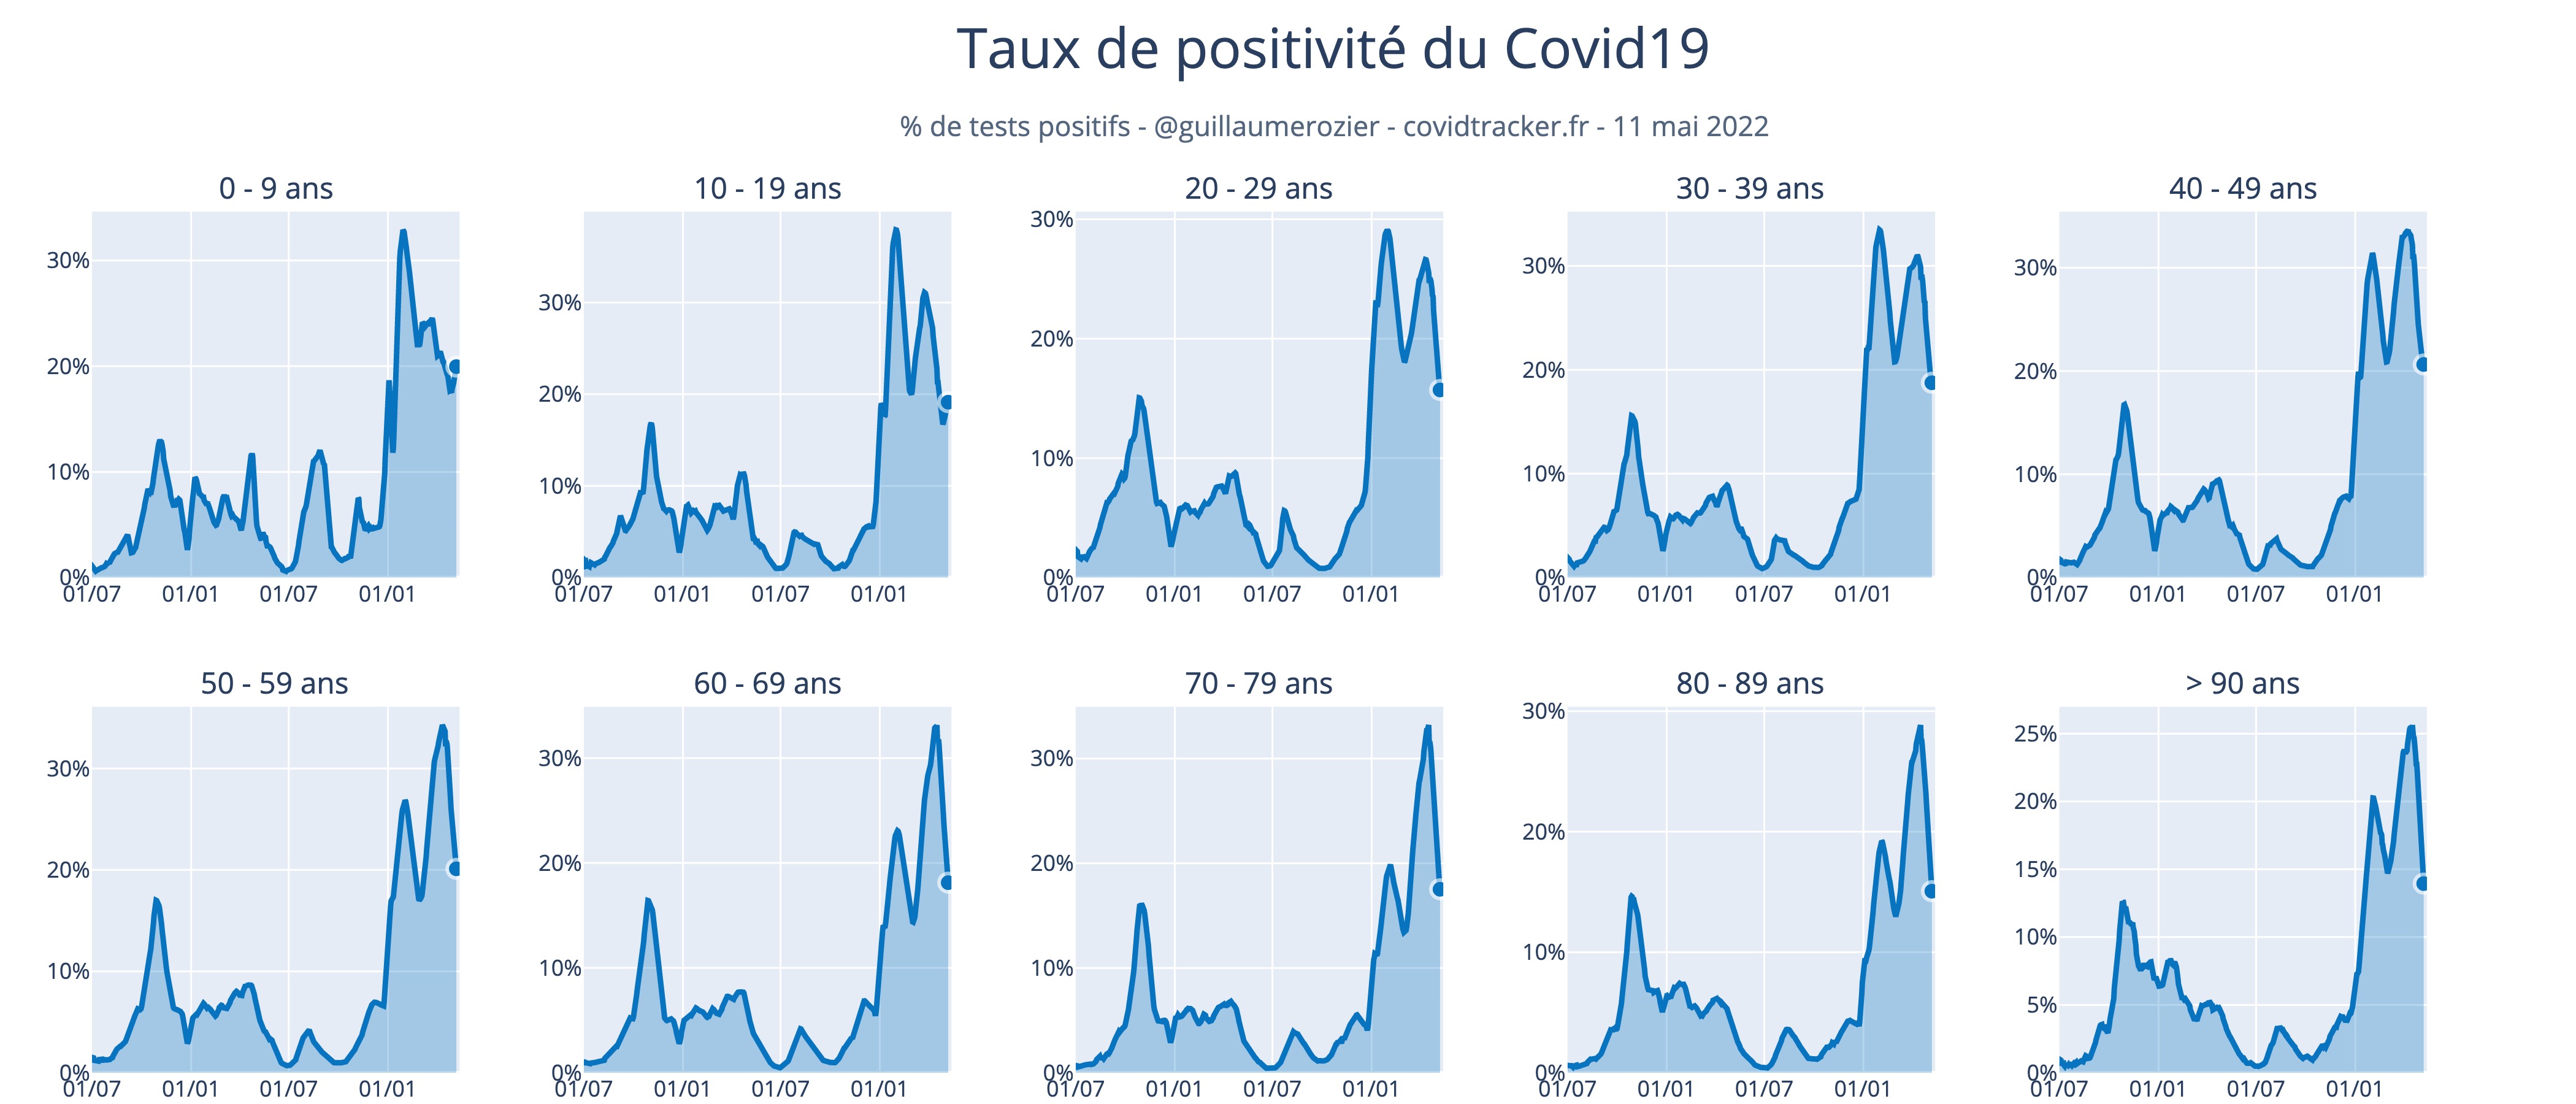 Taux de positivité du Covid19
% de tests positifs - @guillaumerozier - covidtracker.fr - 11 mai 2022
0 - 9 ans
10 - 19 ans
20 - 29 ans
30 - 39 ans
40 - 49 ans
30%
20%
10%
0%
01/07 01/01 01/07 01/01
30%
20%
10%
0%
01/07 01/01 01/07 01/01
30%
20%
10%
0%
01/07 01/01 01/07 01/01
30%
20%
10%
0%
01/07 01/01 01/07 01/01
30%
20%
10%
0%
01/07 01/01 01/07 01/01
50 - 59 ans
60 - 69 ans
70 - 79 ans
80 - 89 ans
> 90 ans
30%
20%
10%
0%
01/07 01/01 01/07 01/01
30%
20%
10%
0%
01/07 01/01 01/07 01/01
30%
20%
10%
0%
01/07 01/01 01/07 01/01
30%
20%
10%
0%
01/07 01/01 01/07 01/01
25%
20%
15%
10%
5%
0%
01/07 01/01 01/07 01/01